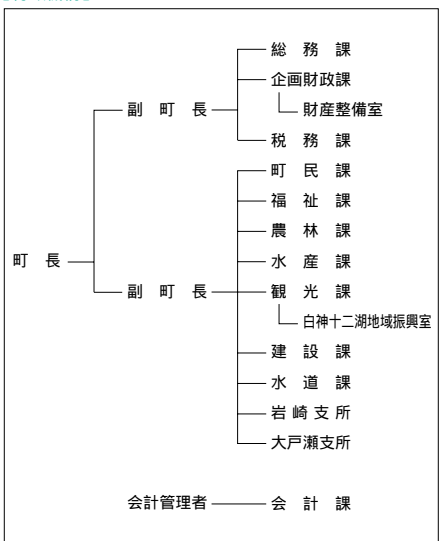 総務課
企画財政課
財産整備室
副町長
税務課
町民課
福祉課
農林課
町長
水産課
副町長
観光課
白神十二湖地域振興室
建設課
水道課
岩崎支所
大戸瀬支所
会計管理者
会計課